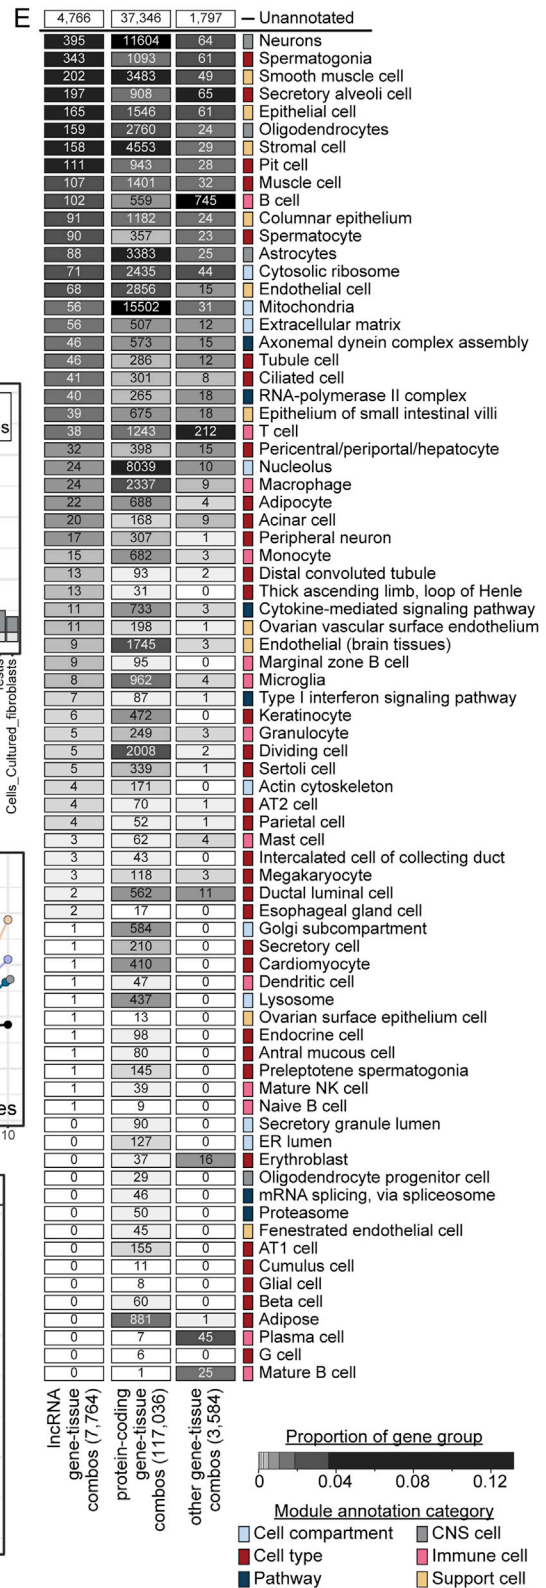 E
4,766 37,346 1,797 Unannotated
395 11604 64 Neurons
343 1093 61 Spermatogonia
202 3483 49 Smooth muscle cell
197 908 65 Secretory alveoli cell
165 1546 61 Epithelial cell
159 2760 24 Oligodendrocytes
158 4553 29 Stromal cell
111 943 28 Pit cell
107 1401 32 Muscle cell
102 559 745 B cell
91 1182 24 Columnar epithelium
90 357 23 Spermatocyte
88 3383 25 Astrocytes
71 2435 44 Cytosolic ribosome
68 2856 15 Endothelial cell
56 15502 31 Mitochondria
56 507 12 Extracellular matrix
46 573 15 Axonemal dynein complex assembly
46 286 12 Tubule cell
41 301 8 Ciliated cell
40 265 18 RNA-polymerase II complex
39 675 18 Epithelium of small intestinal villi
38 1243 212 T cell
32 398 15 Pericentral/periportal/hepatocyte
24 8039 10 Nucleolus
24 2337 9 Macrophage
22 688 4 Adipocyte
20 168 9 Acinar cell
17 307 1 Peripheral neuron
15 682 3 Monocyte
13 93 2 Distal convoluted tubule
13 31 0 Thick ascending limb, loop of Henle
11 733 3 Cytokine-mediated signaling pathway
11 198 1 Ovarian vascular surface endothelium
9 1745 3 Endothelial (brain tissues)
9 95 0 Marginal zone B cell
8 962 4 Microglia
7 87 1 Type I interferon signaling pathway
6 472 0 Keratinocyte
5 249 3 Granulocyte
5 2008 2 Dividing cell
5 339 1 Sertoli cell
4 171 0 Actin cytoskeleton
4 70 1 AT2 cell
4 52 1 Parietal cell
3 62 4 Mast cell
3 43 0 Intercalated cell of collecting duct
3 118 3 Megakaryocyte
2 562 11 Ductal luminal cell
2 17 0 Esophageal gland cell
1 584 0 Golgi subcompartment
1 210 0 Secretory cell
1 410 0 Cardiomyocyte
1 47 0 Dendritic cell
1 437 0 Lysosome
1 13 0 Ovarian surface epithelium cell
1 98 0 Endocrine cell
1 80 0 Antral mucous cell
1 145 0 Preleptotene spermatogonia
1 39 0 Mature NK cell
1 9 0 Naive B cell
0 90 0 Secretory granule lumen
0 127 0 ER lumen
0 37 16 Erythroblast
0 29 0 Oligodendrocyte progenitor cell
0 46 0 mRNA splicing, via spliceosome
0 50 0 Proteasome
0 45 0 Fenestrated endothelial cell
0 155 0 AT1 cell
0 11 0 Cumulus cell
0 8 0 Glial cell
0 60 0 Beta cell
0 881 1 Adipose
0 7 45 Plasma cell
0 6 0 G cell
0 1 25 Mature B cell
lncRNA
gene-tissue
combos (7,764)
protein-coding
gene-tissue
combos (117,036)
other gene-tissue
combos (3,584)
Proportion of gene group
0 0.04 0.08 0.12
Module annotation category
Cell compartment CNS cell
Cell type Immune cell
Pathway Support cell
s
Cells_Cultured_fibroblasts
es
10